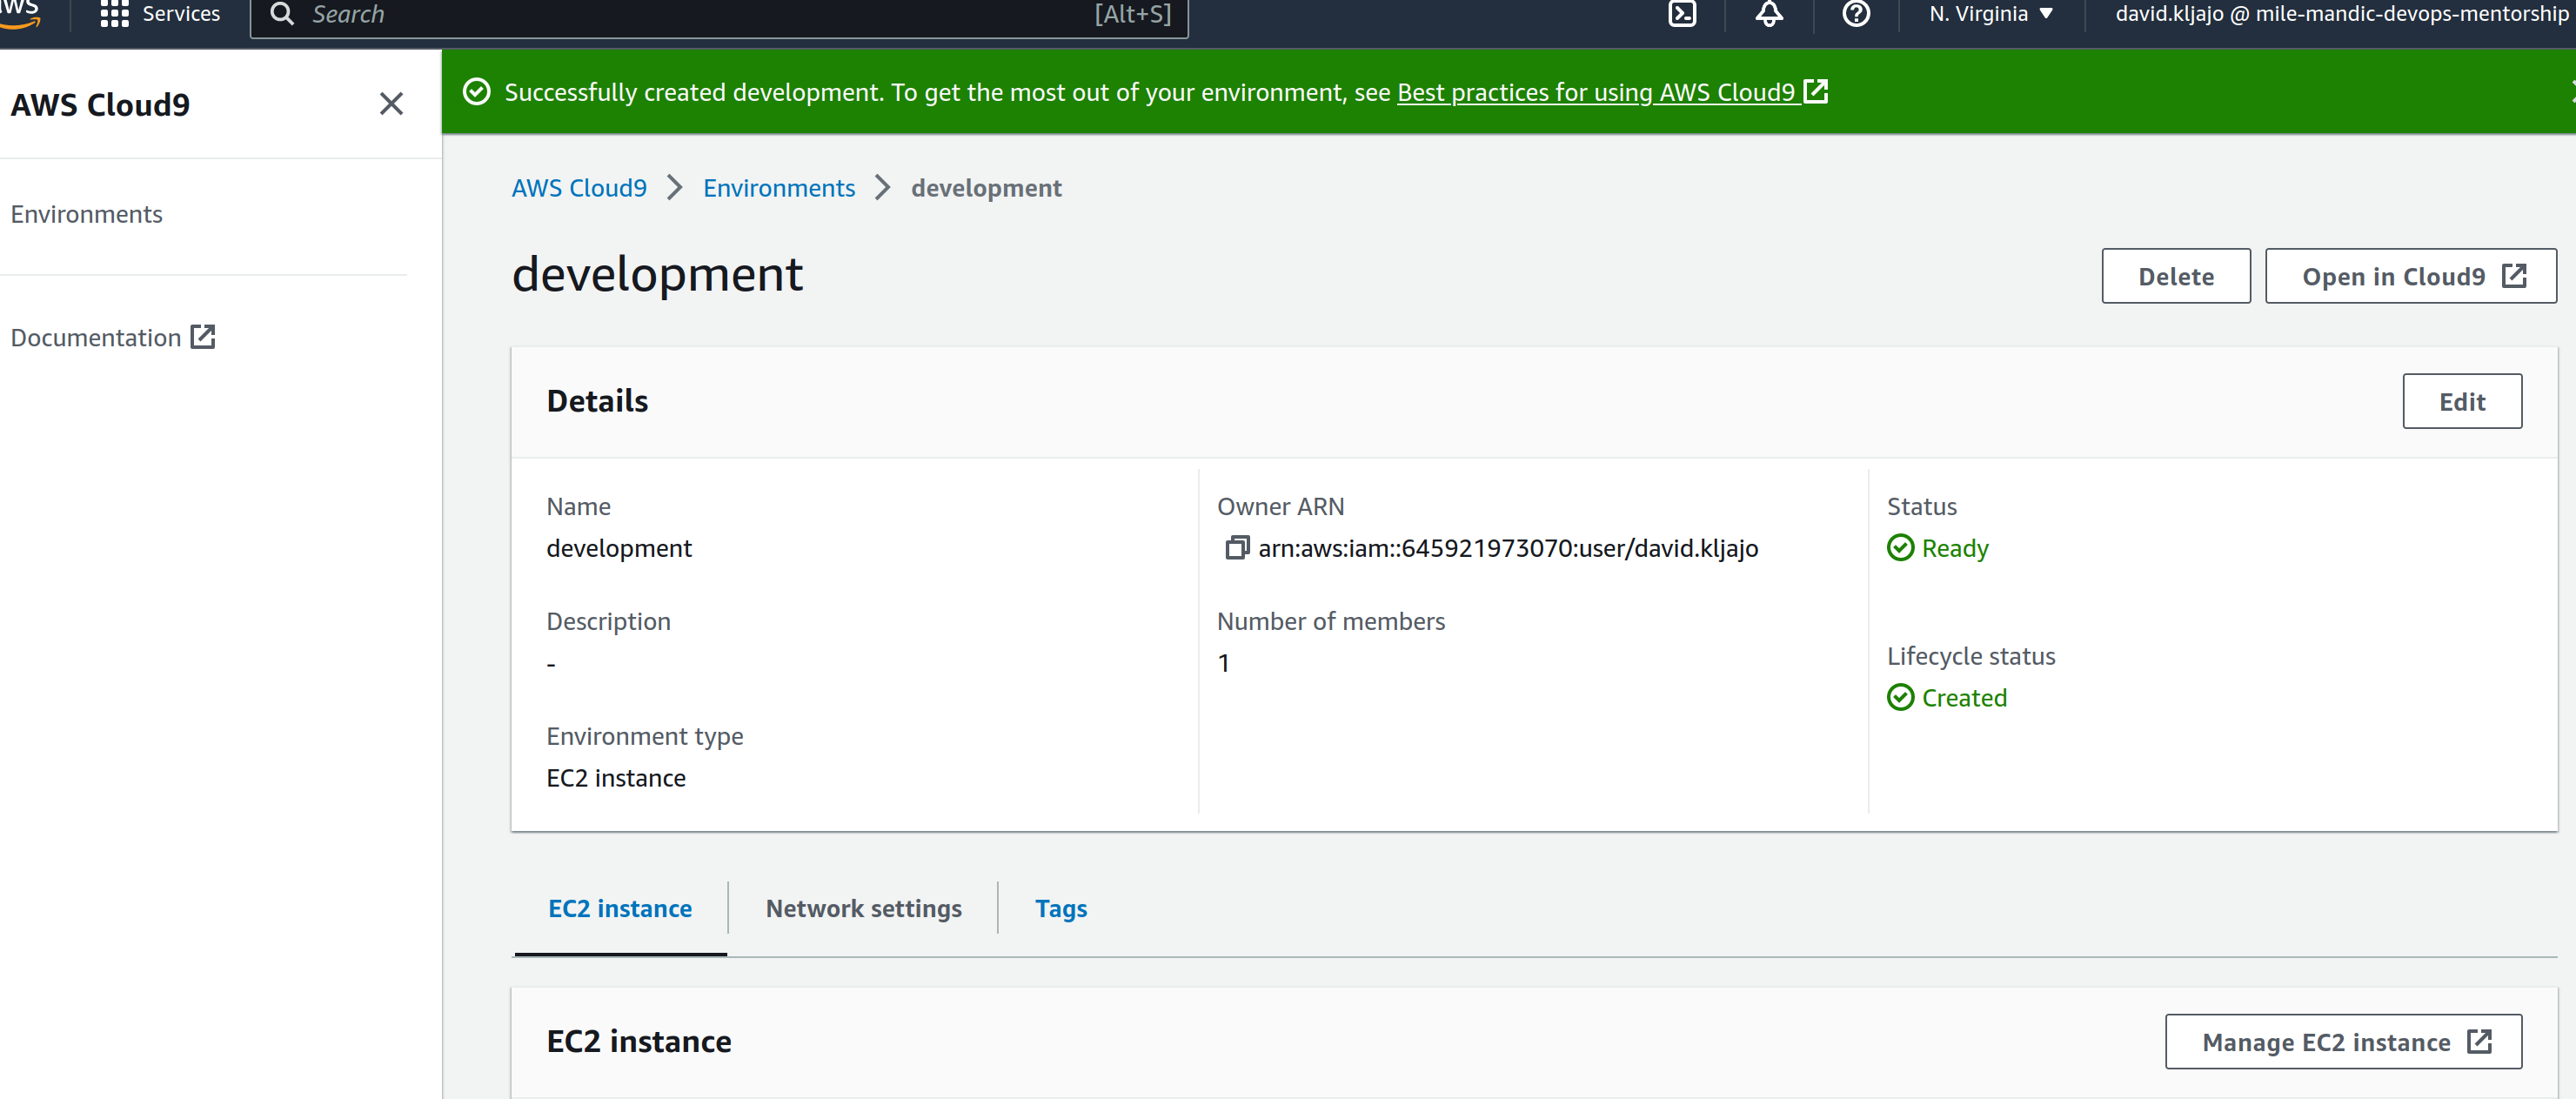 aws Services Search [Alt+S] N. Virginia ▼ david.kljajo @ mile-mandic-devops-mentorship
AWS Cloud9
Environments
Documentation
Successfully created development. To get the most out of your environment, see Best practices for using AWS Cloud9
AWS Cloud9 > Environments > development
development
Delete Open in Cloud9
Details
Edit
Name
development
Description
-
Environment type
EC2 instance
Owner ARN
arn:aws:iam::645921973070:user/david.kljajo
Number of members
1
Status
Ready
Lifecycle status
Created
EC2 instance Network settings Tags
EC2 instance
Manage EC2 instance